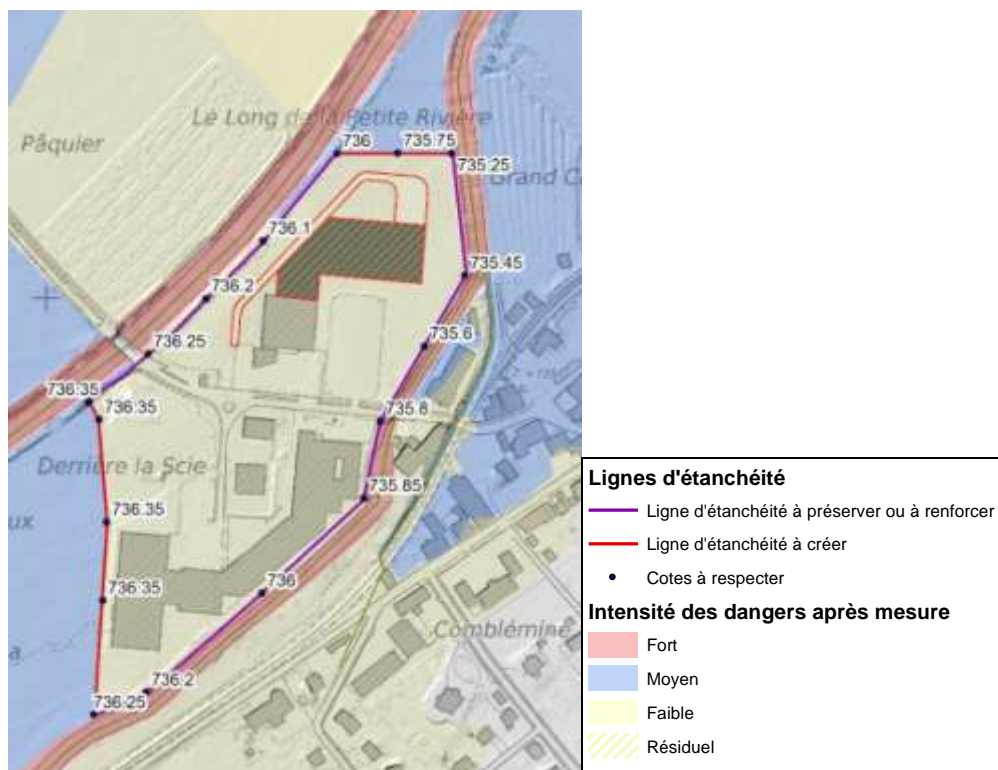 Le Long de la Petite Rivière
Pâquier
736
735.75
735.25
Grand C
736.1
735.45
736.2
735.6
736.25
736.35
736.35
735.8
Derrière la Scie
735.85
ux
736.35
736.35
736
Comblémine
a
736.2
736.25
Lignes d'étanchéité
Ligne d'étanchéité à préserver ou à renforcer
Ligne d'étanchéité à créer
Cotes à respecter
Intensité des dangers après mesure
Fort
Moyen
Faible
Résiduel